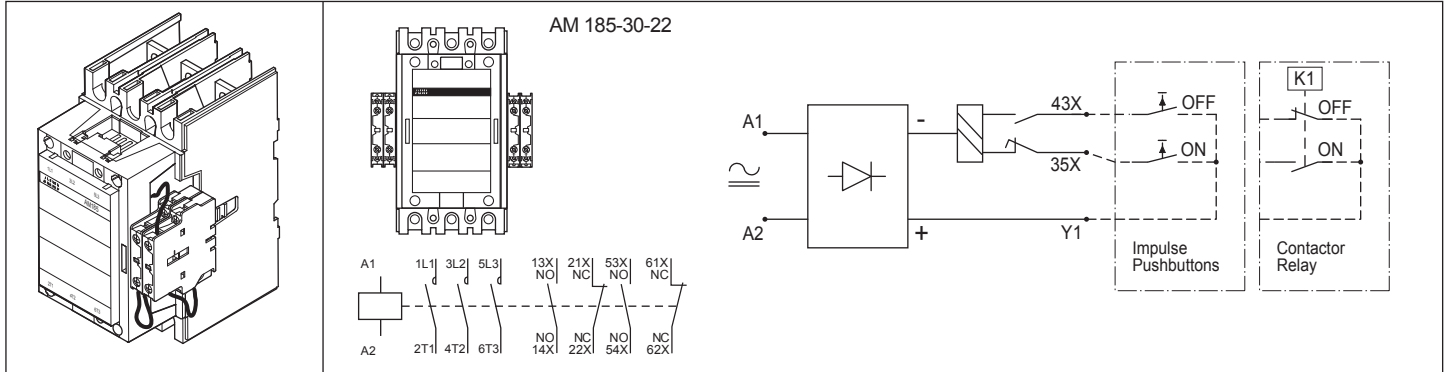 AM 185-30-22
A1
A2
-
+
43X
35X
Y1
OFF
ON
K1
OFF
ON
Impulse
Pushbuttons
Contactor
Relay
A1
1L1 3L2 5L3
13X 21X 53X 61X
NO NC NO NC
NO NC NO NC
A2
2T1 4T2 6T3
14X 22X 54X 62X